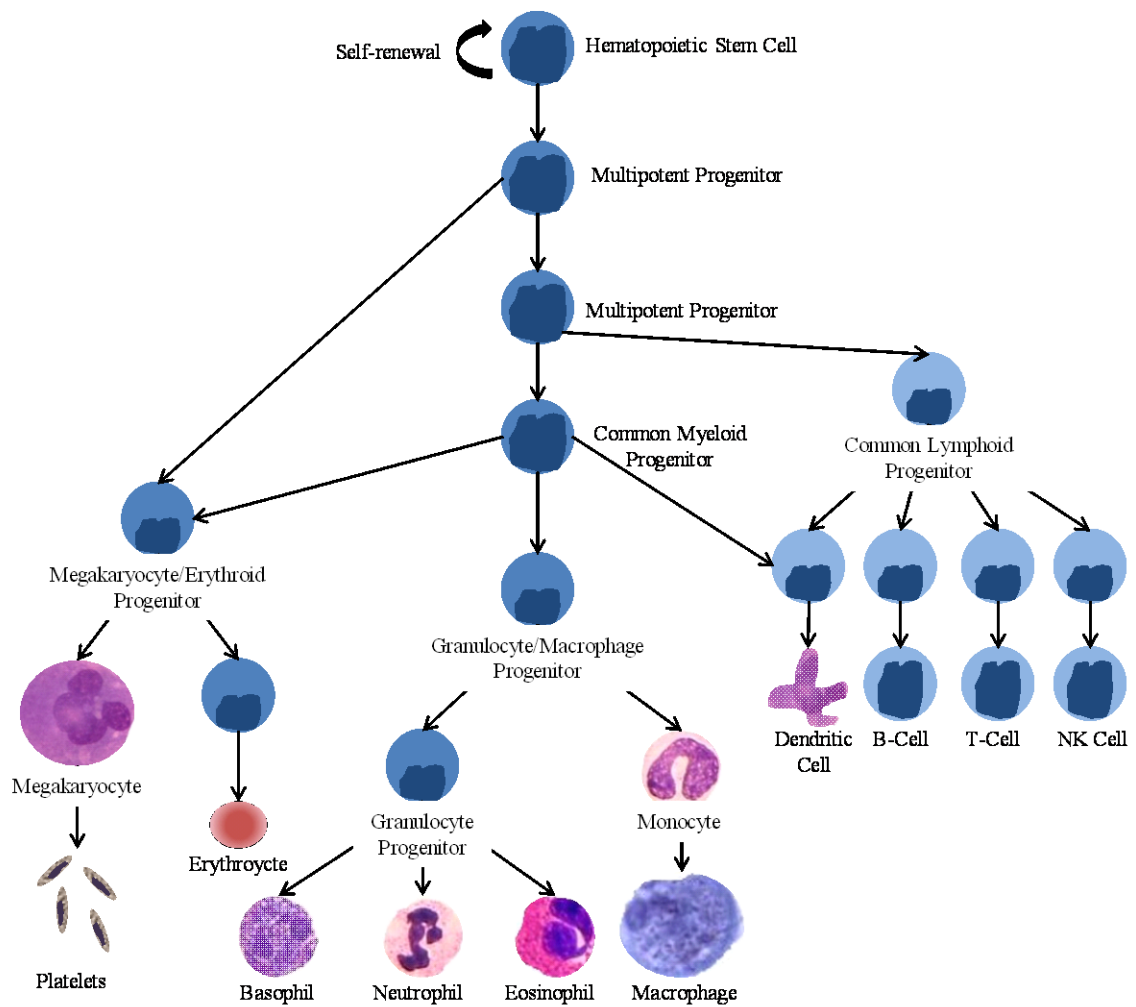 Self-renewal
Hematopoietic Stem Cell
Multipotent Progenitor
Multipotent Progenitor
Common Myeloid
Progenitor
Common Lymphoid
Progenitor
Megakaryocyte/Erythroid
Progenitor
Granulocyte/Macrophage
Progenitor
Dendritic
Cell
B-Cell
T-Cell
NK Cell
Megakaryocyte
Erythroycte
Granulocyte
Progenitor
Monocyte
Platelets
Basophil
Neutrophil
Eosinophil
Macrophage